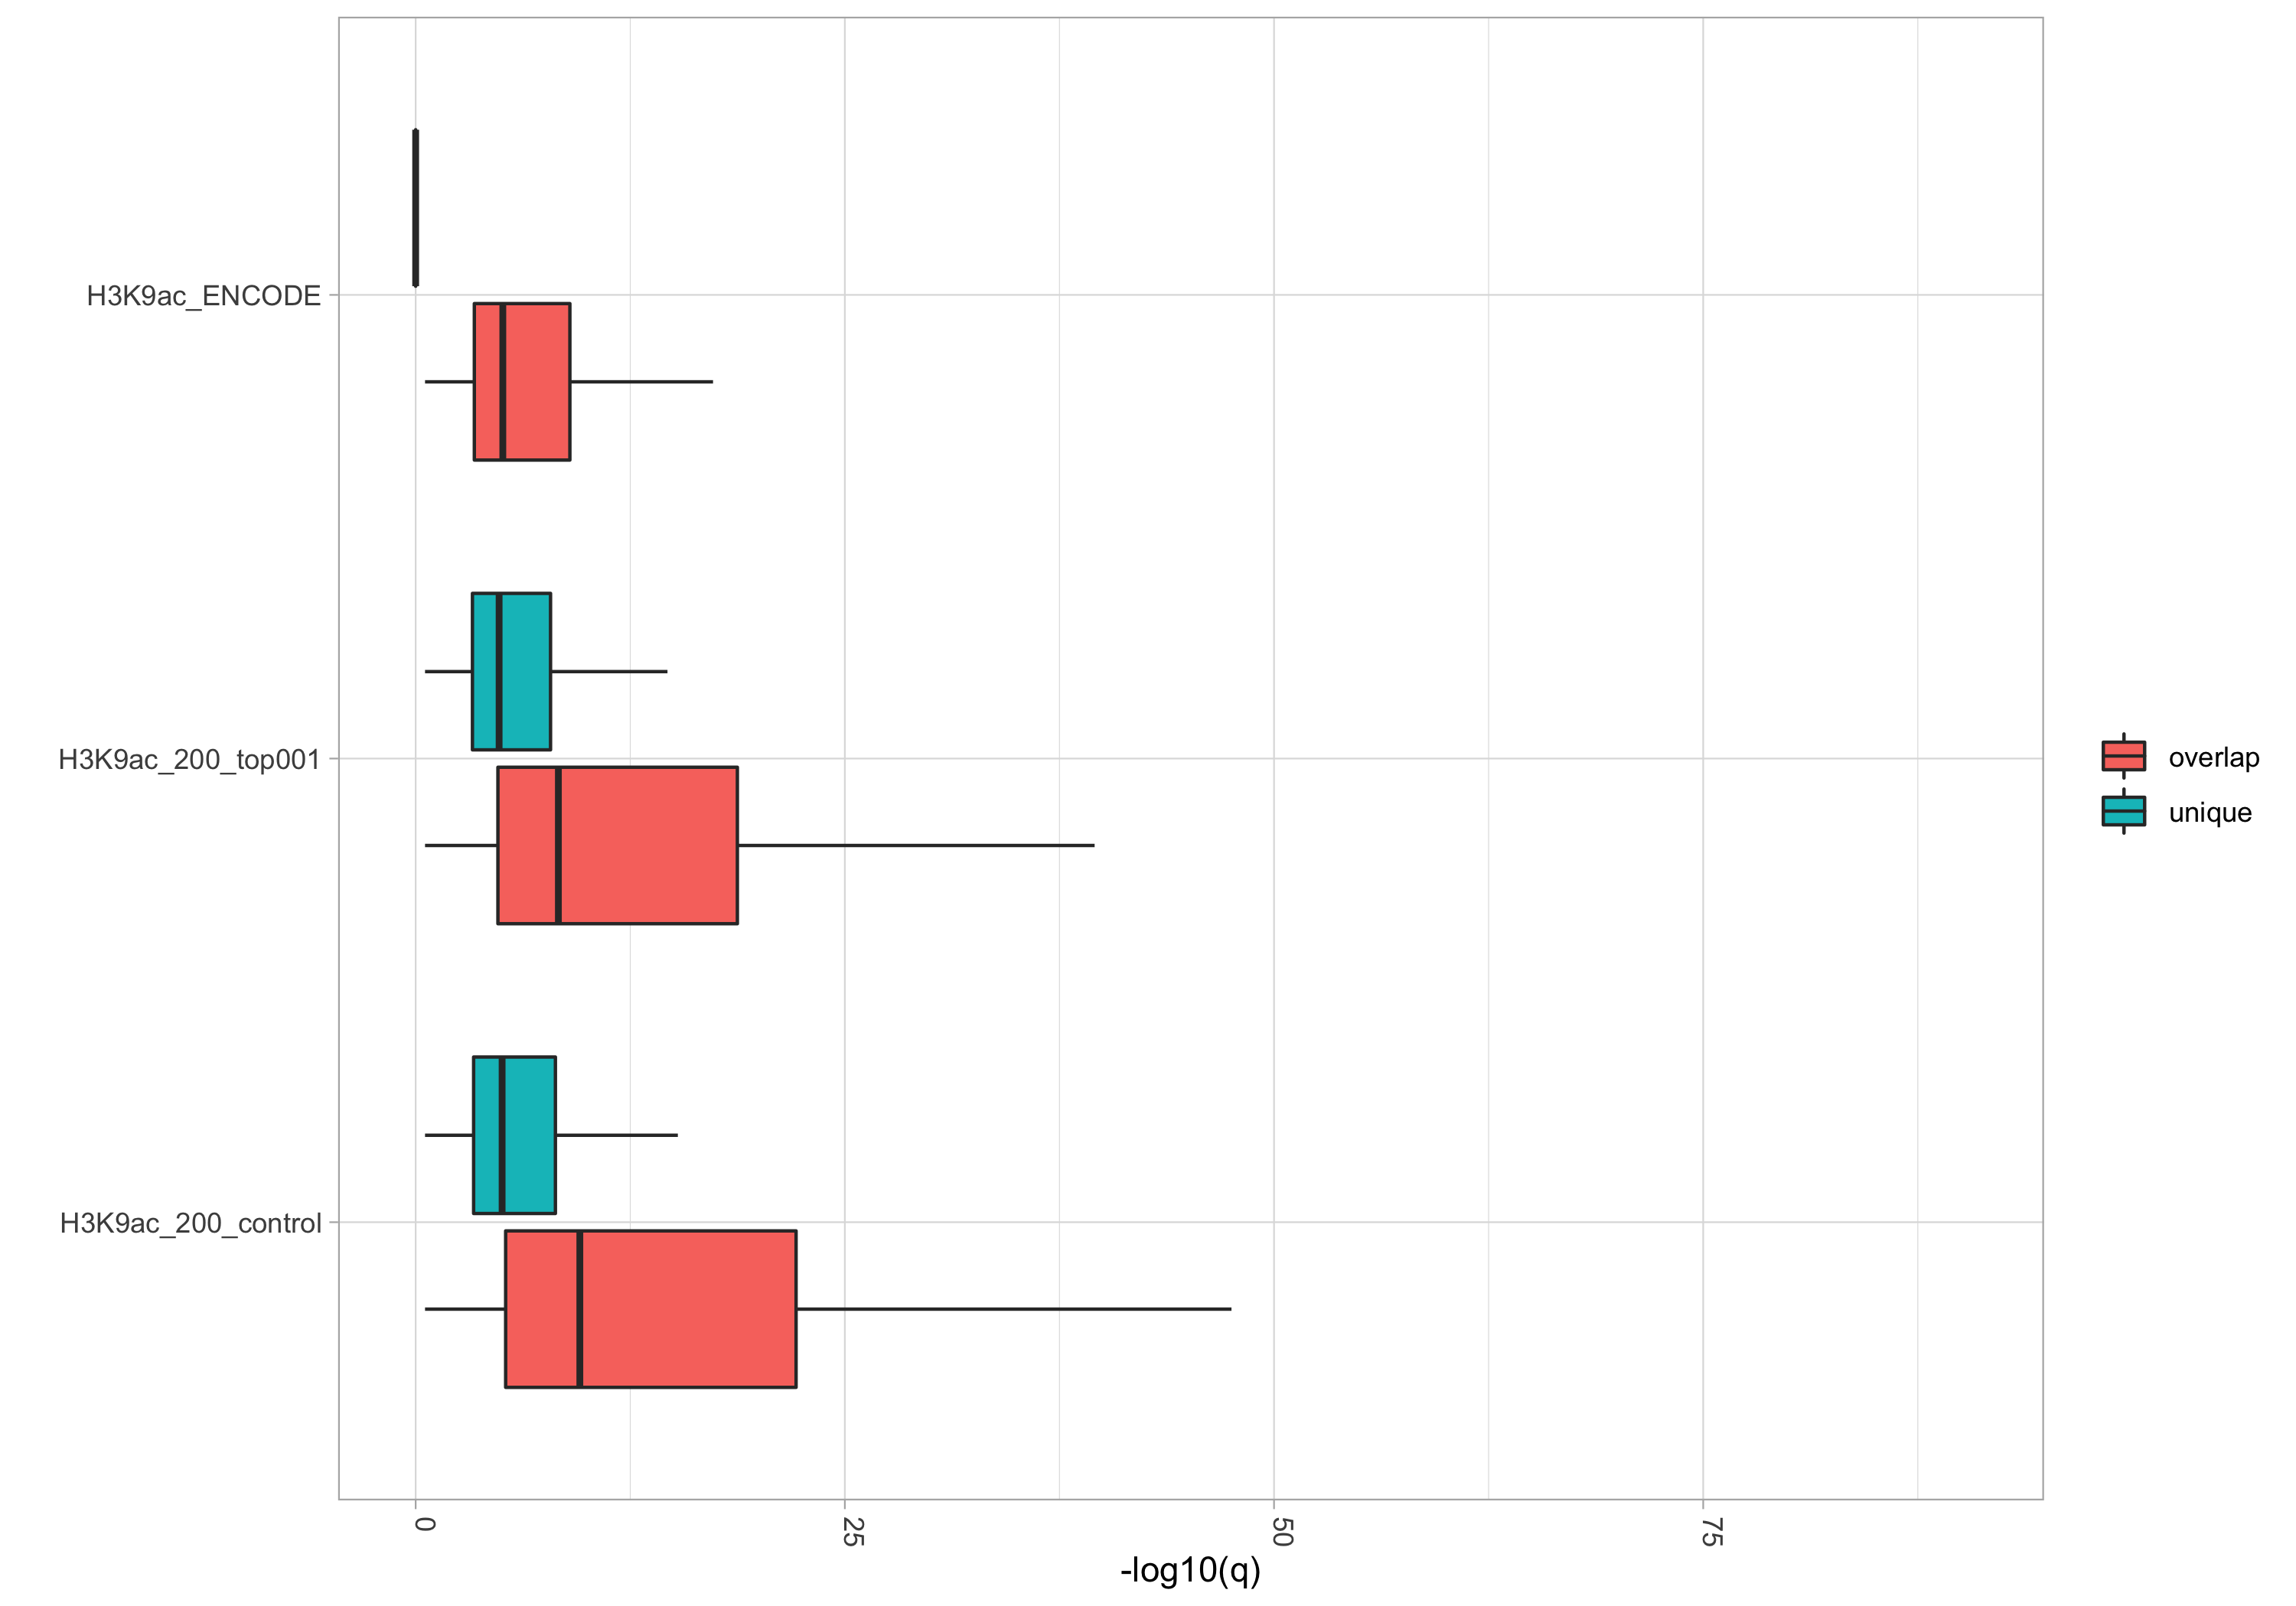 H3K9ac_ENCODE
H3K9ac_200_top001
H3K9ac_200_control
overlap
unique
0
25
50
75
-log10(q)